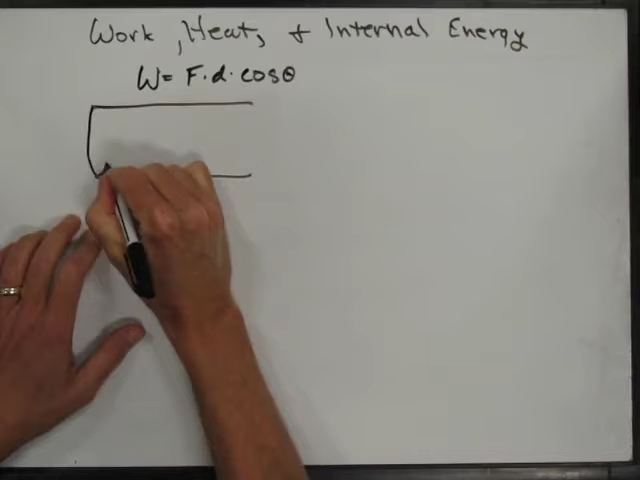 Work, Heat, + Internal Energy
W= F·d·cosθ